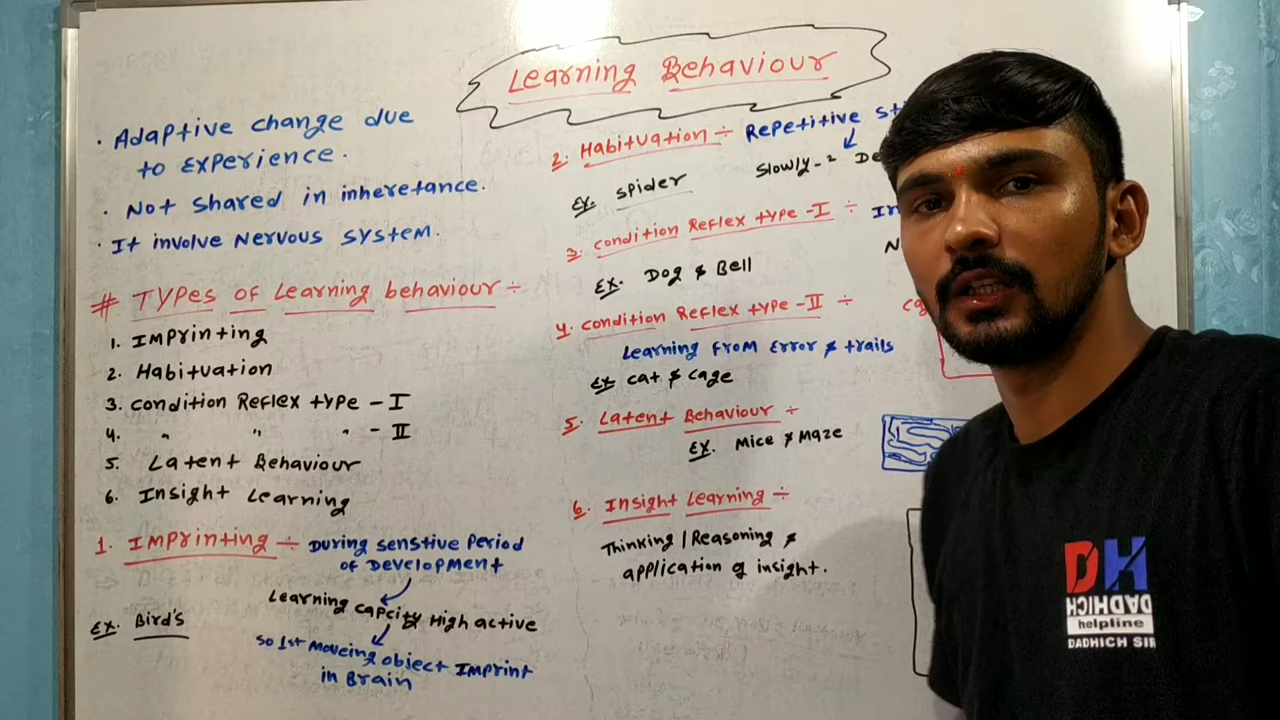 Learning Behaviour
• Adaptive change due
to Experience.
• Not shared in inheretance.
• It involve Nervous system.
# Types of Learning behaviour ÷
1. Imprinting
2. Habituation
3. condition Reflex type - I
4. " " " - II
5. Latent Behaviour
6. Insight Learning
1. Imprinting ÷ During senstive Period
of Development
Learning capcity High active
so 1st moveing object Imprint
in Brain
Ex. Bird's
2. Habituation ÷ Repetitive
slowly-2
Ex. spider
3. condition Reflex type - I ÷
Ex. Dog & Bell
4. condition Reflex type - II ÷
Learning From Error & trails
Ex cat & cage
5. Latent Behaviour ÷
Ex. Mice & Maze
6. Insight Learning ÷
Thinking / Reasoning &
application of insight.
DH
DADHICH
helpline
DADHICH SIR